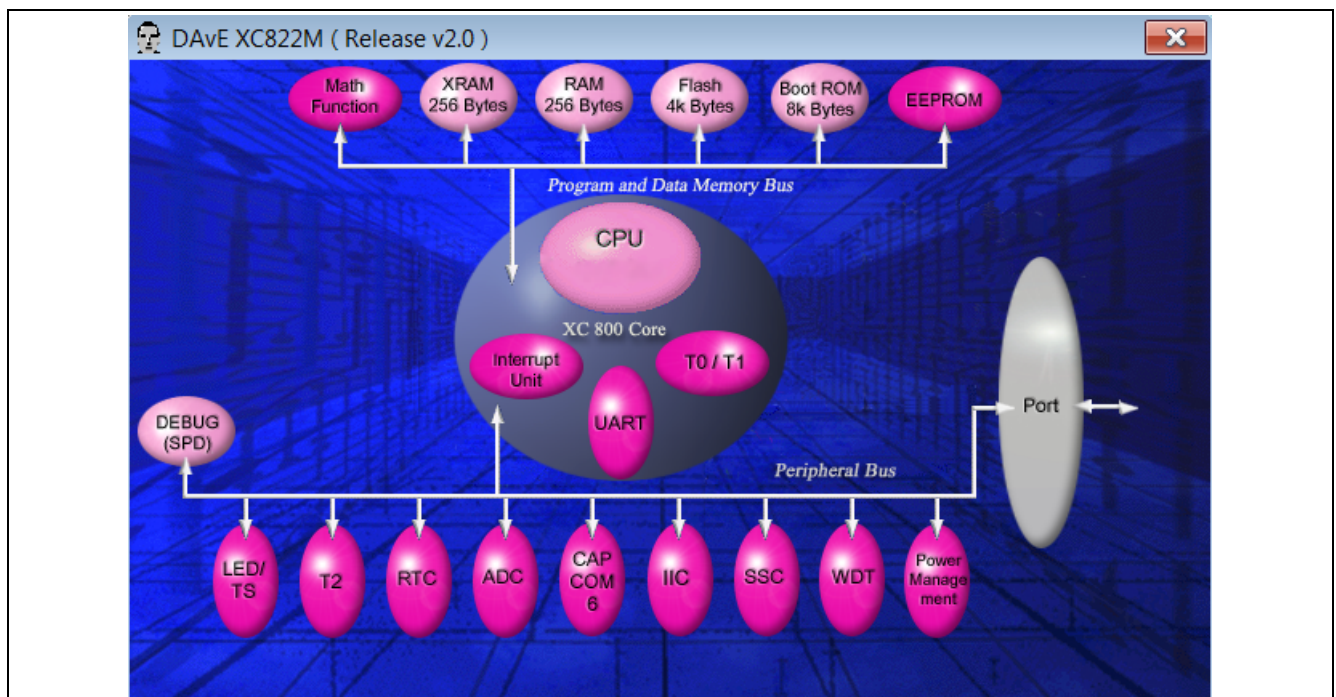 DAvE XC822M ( Release v2.0 )
Math
Function
XRAM
256 Bytes
RAM
256 Bytes
Flash
4k Bytes
Boot ROM
8k Bytes
EEPROM
Program and Data Memory Bus
CPU
XC 800 Core
Interrupt
Unit
T0 / T1
UART
Port
DEBUG
(SPD)
Peripheral Bus
LED/
TS
T2
RTC
ADC
CAP
COM
6
IIC
SSC
WDT
Power
Manage
ment